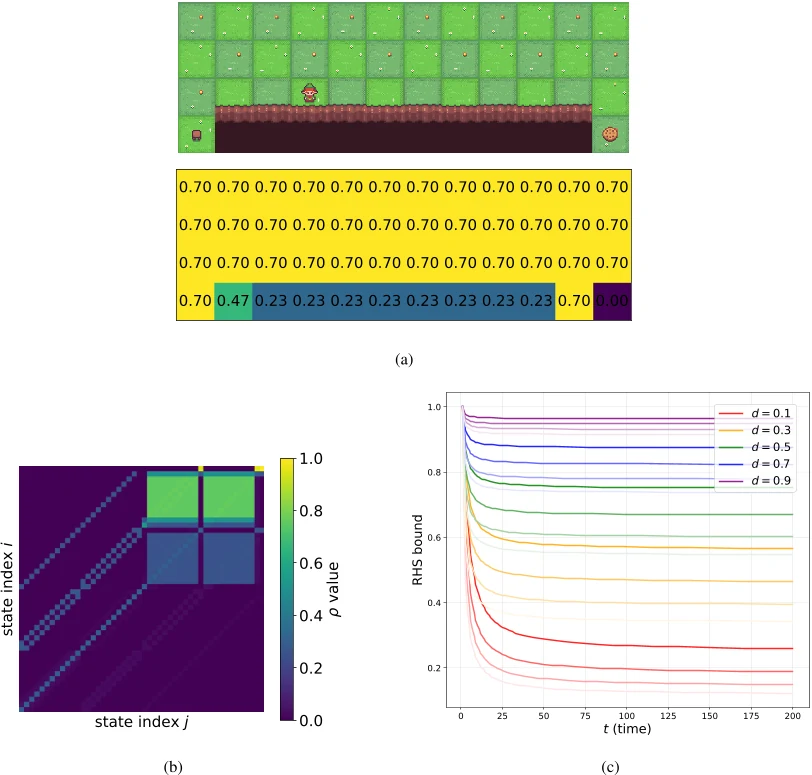 0.70 0.70 0.70 0.70 0.70 0.70 0.70 0.70 0.70 0.70 0.70 0.70
0.70 0.70 0.70 0.70 0.70 0.70 0.70 0.70 0.70 0.70 0.70 0.70
0.70 0.70 0.70 0.70 0.70 0.70 0.70 0.70 0.70 0.70 0.70 0.70
0.70 0.47 0.23 0.23 0.23 0.23 0.23 0.23 0.23 0.23 0.70 0.00
(a)
state index i
state index j
1.0
0.8
0.6
0.4
0.2
0.0
ρ value
(b)
RHS bound
1.0
0.8
0.6
0.4
0.2
0 25 50 75 100 125 150 175 200
t (time)
d = 0.1
d = 0.3
d = 0.5
d = 0.7
d = 0.9
(c)